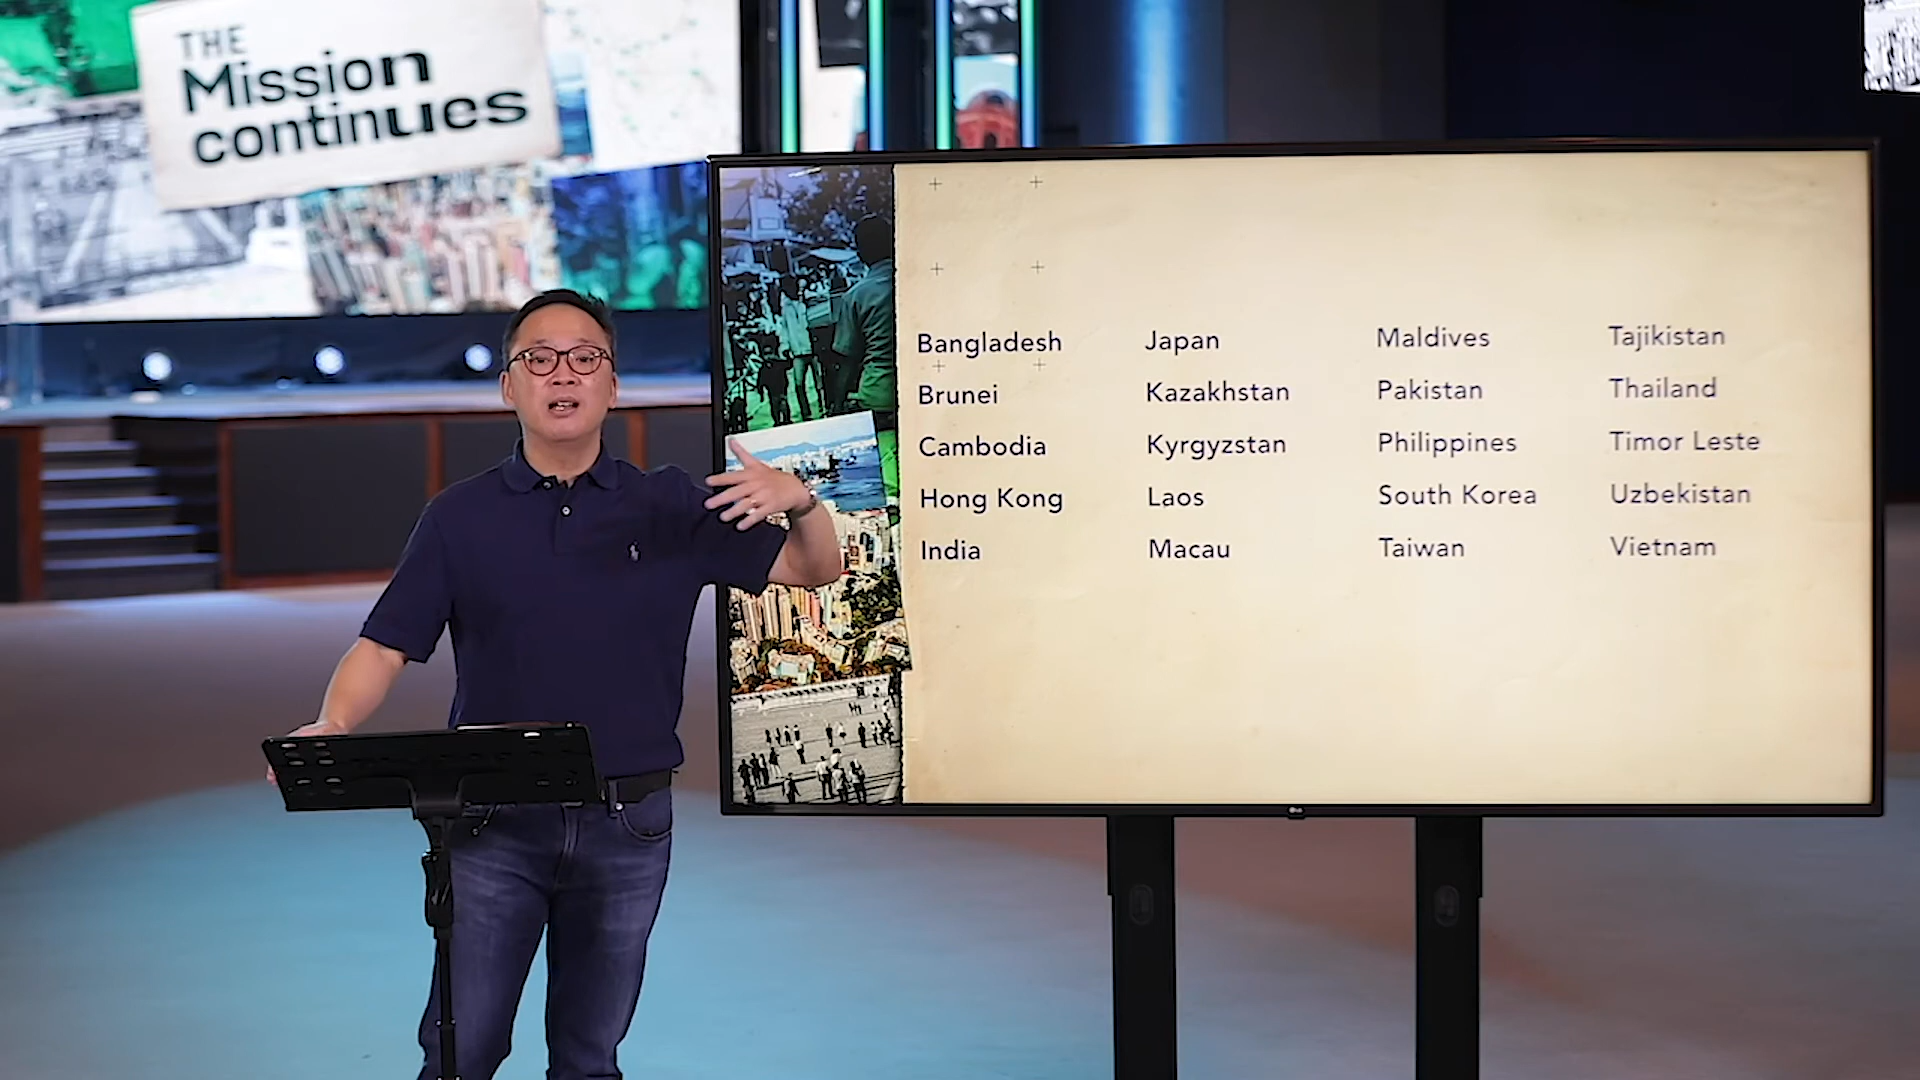 THE
Mission
continues
Bangladesh
Brunei
Cambodia
Hong Kong
India
Japan
Kazakhstan
Kyrgyzstan
Laos
Macau
Maldives
Pakistan
Philippines
South Korea
Taiwan
Tajikistan
Thailand
Timor Leste
Uzbekistan
Vietnam